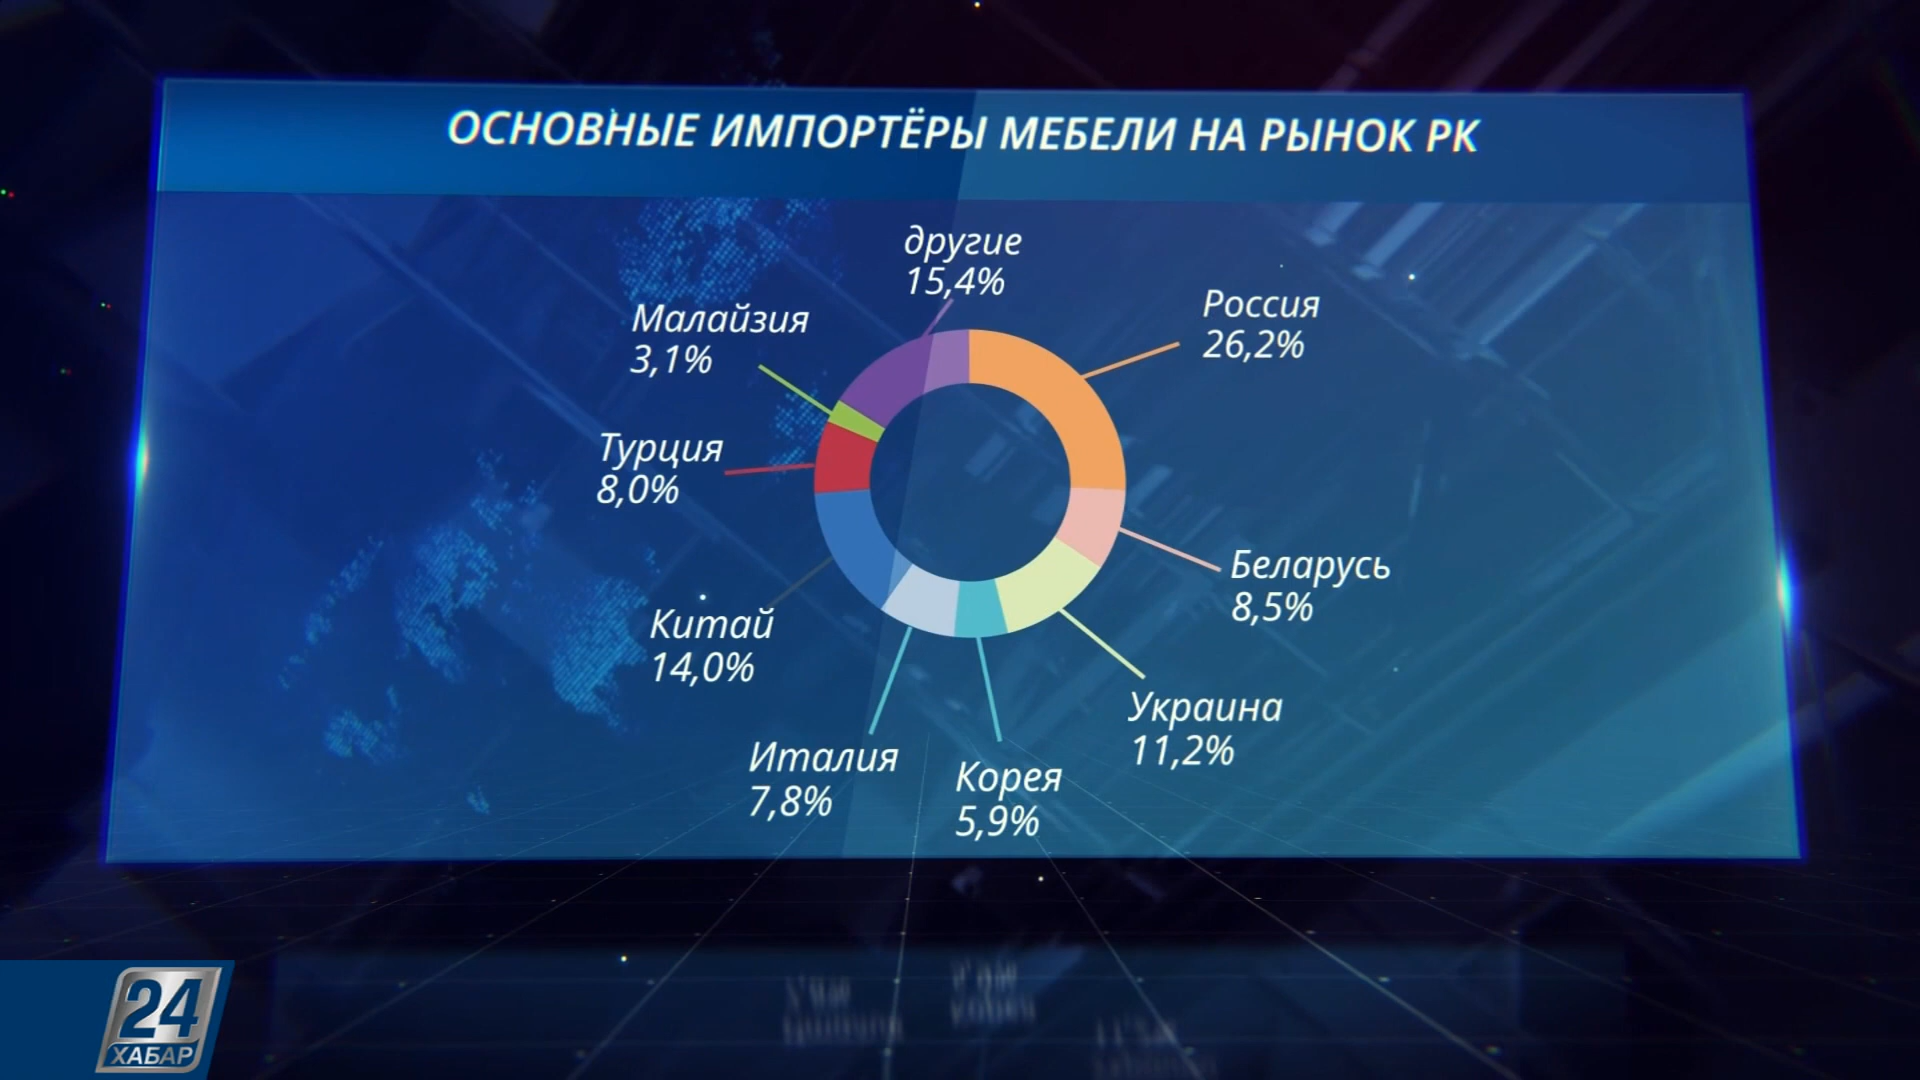 ОСНОВНЫЕ ИМПОРТЁРЫ МЕБЕЛИ НА РЫНОК РК
другие
15,4%
Россия
26,2%
Малайзия
3,1%
Турция
8,0%
Беларусь
8,5%
Китай
14,0%
Украина
11,2%
Италия
7,8%
Корея
5,9%
24
ХАБАР